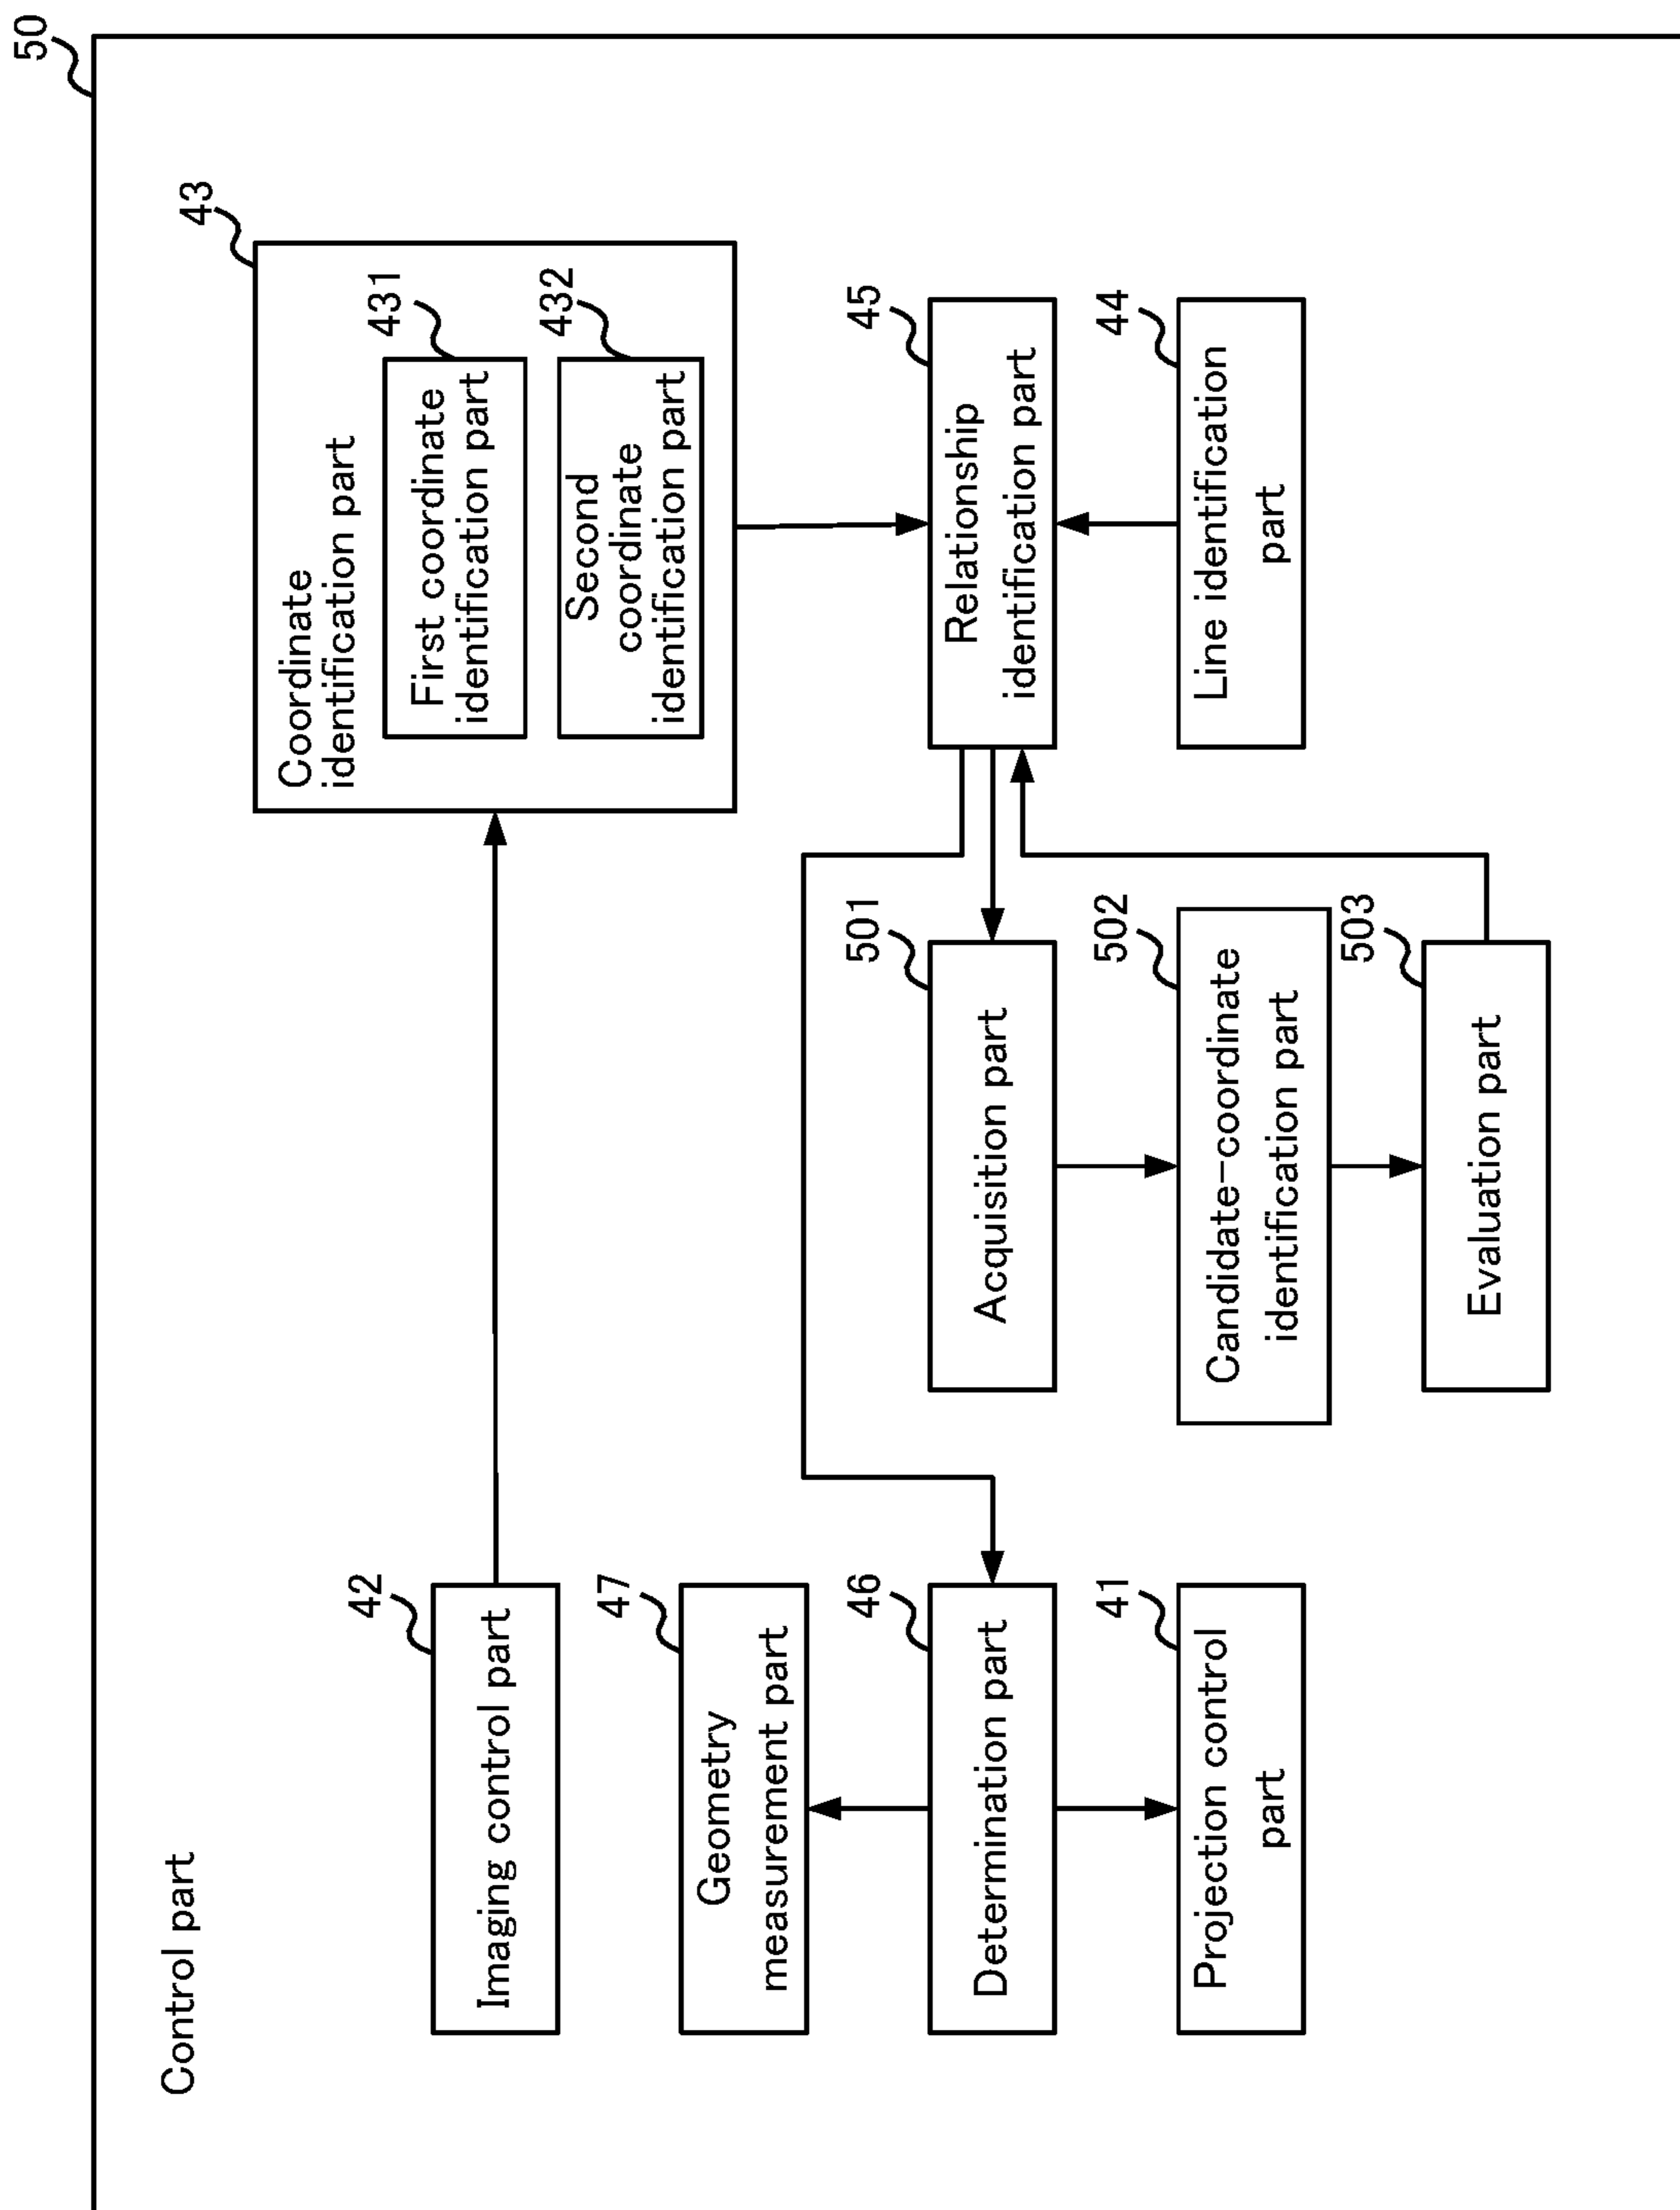 50
Control part
43
Coordinate
identification part
431
First coordinate
identification part
432
Second
coordinate
identification part
42
Imaging control part
47
Geometry
measurement part
46
Determination part
41
Projection control
part
501
Acquisition part
502
Candidate-coordinate
identification part
503
Evaluation part
45
Relationship
identification part
44
Line identification
part